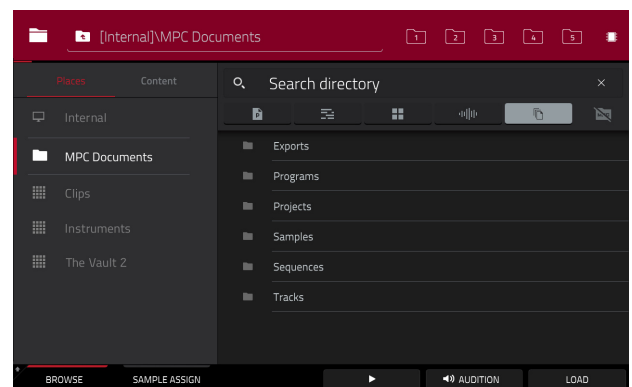 [Internal]\MPC Documents 1 2 3 4 5
Places Content
Search directory ×
P
Internal
MPC Documents
Clips
Instruments
The Vault 2
Exports
Programs
Projects
Samples
Sequences
Tracks
BROWSE SAMPLE ASSIGN AUDITION LOAD